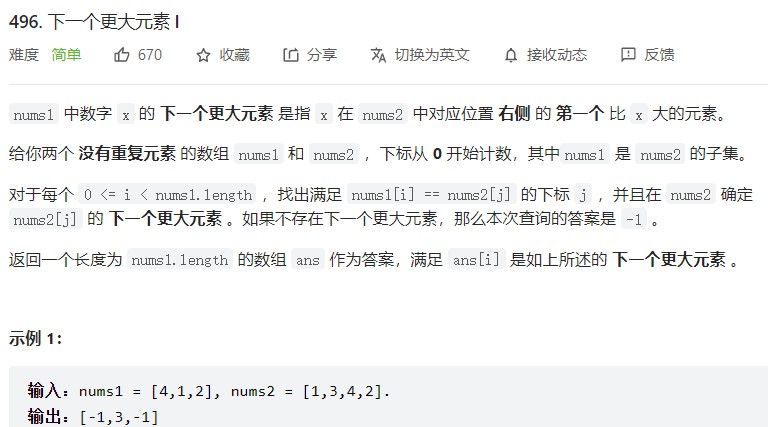 496. 下一个更大元素 I
难度 简单 670 收藏 分享 切换为英文 接收动态 反馈
nums1 中数字 x 的 下一个更大元素 是指 x 在 nums2 中对应位置 右侧 的 第一个 比 x 大的元素。
给你两个 没有重复元素 的数组 nums1 和 nums2 ，下标从 0 开始计数，其中nums1 是 nums2 的子集。
对于每个 0 <= i < nums1.length ，找出满足 nums1[i] == nums2[j] 的下标 j ，并且在 nums2 确定
nums2[j] 的 下一个更大元素 。如果不存在下一个更大元素，那么本次查询的答案是 -1 。
返回一个长度为 nums1.length 的数组 ans 作为答案，满足 ans[i] 是如上所述的 下一个更大元素 。
示例 1：
输入：nums1 = [4,1,2], nums2 = [1,3,4,2].
输出：[-1,3,-1]